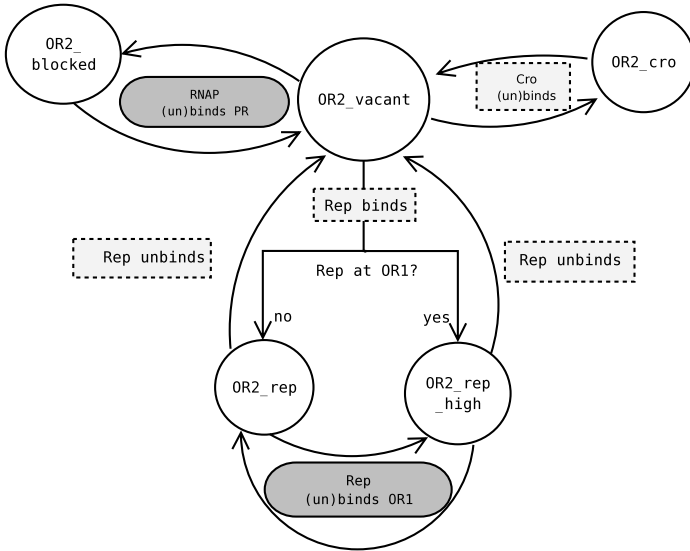 OR2_
blocked
RNAP
(un)binds PR
OR2_vacant
Cro
(un)binds
OR2_cro
Rep binds
Rep unbinds
Rep at OR1?
Rep unbinds
no
yes
OR2_rep
OR2_rep
_high
Rep
(un)binds OR1